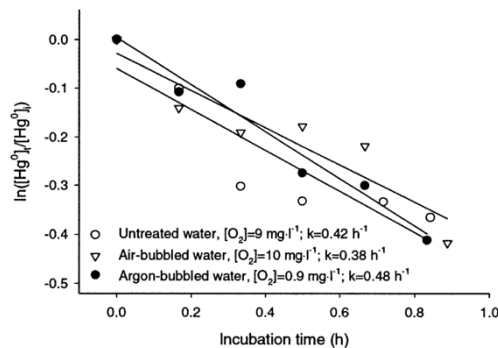 0.0
-0.1
-0.2
-0.3
-0.4
-0.5
ln([Hg⁰]ₜ/[Hg⁰]ᵢ)
Untreated water, [O₂]=9 mg·l⁻¹; k=0.42 h⁻¹
Air-bubbled water, [O₂]=10 mg·l⁻¹; k=0.38 h⁻¹
Argon-bubbled water, [O₂]=0.9 mg·l⁻¹; k=0.48 h⁻¹
0.0 0.2 0.4 0.6 0.8 1.0
Incubation time (h)